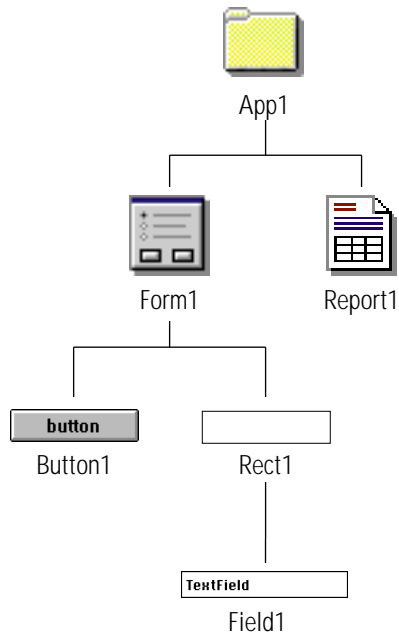 App1
Form1
Report1
button
Button1
Rect1
TextField
Field1